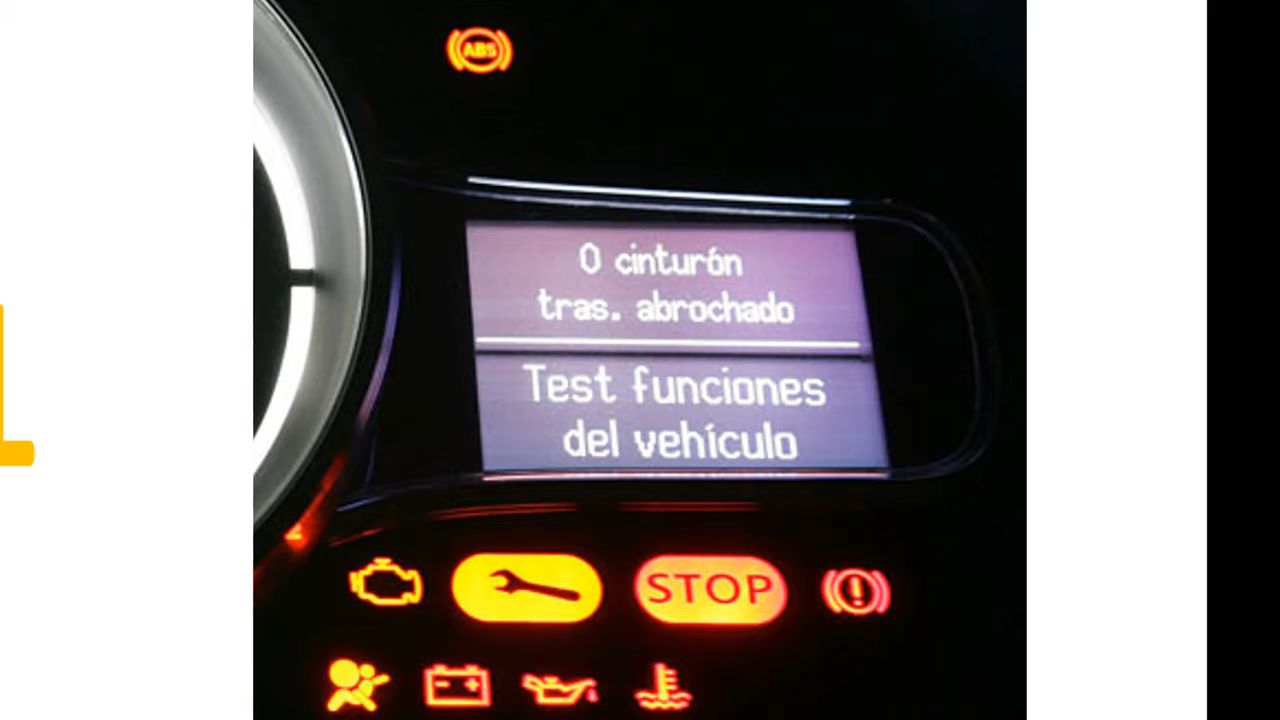 ABS
0 cinturón
tras. abrochado
Test funciones
del vehículo
STOP